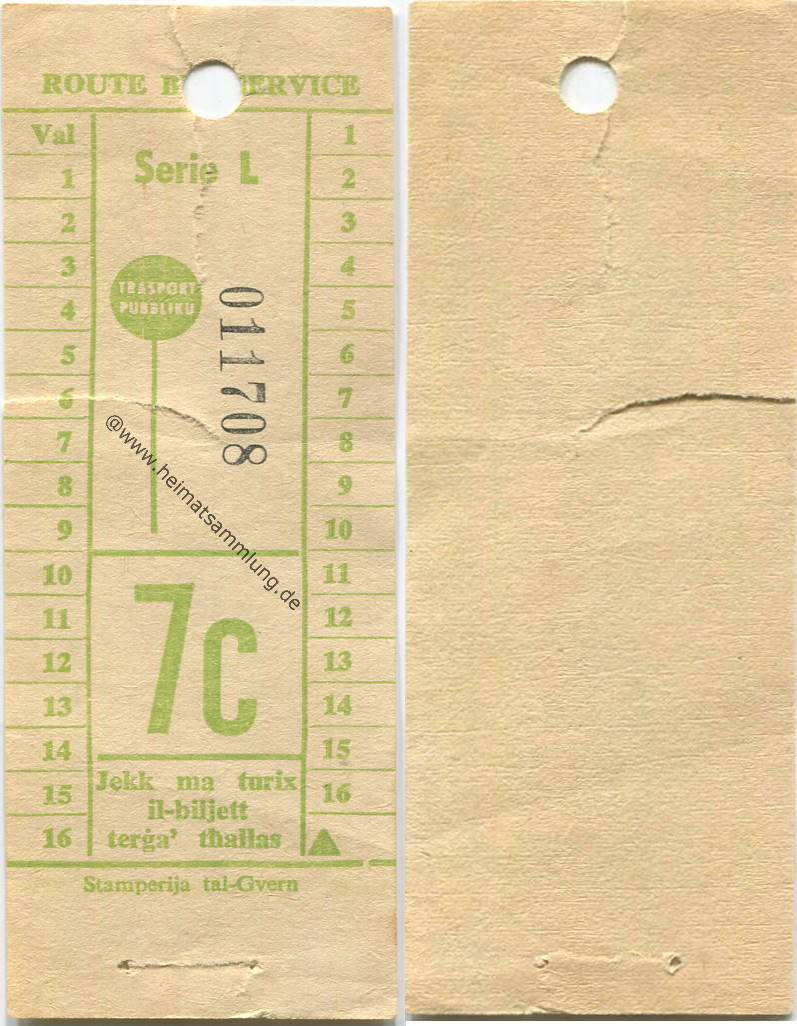 ROUTE BUS SERVICE
Val 1
Serie L
1 2
2 3
3 4
TRASPORT
PUBBLIKU
4 5
011708
5 6
6 7
7 8
8 9
9 10
@www.heimatsammlung.de
10 11
7c
11 12
12 13
13 14
14 15
Jekk ma turix
15 16
il-biljett
16
terġa' tħallas
Stamperija tal-Gvern